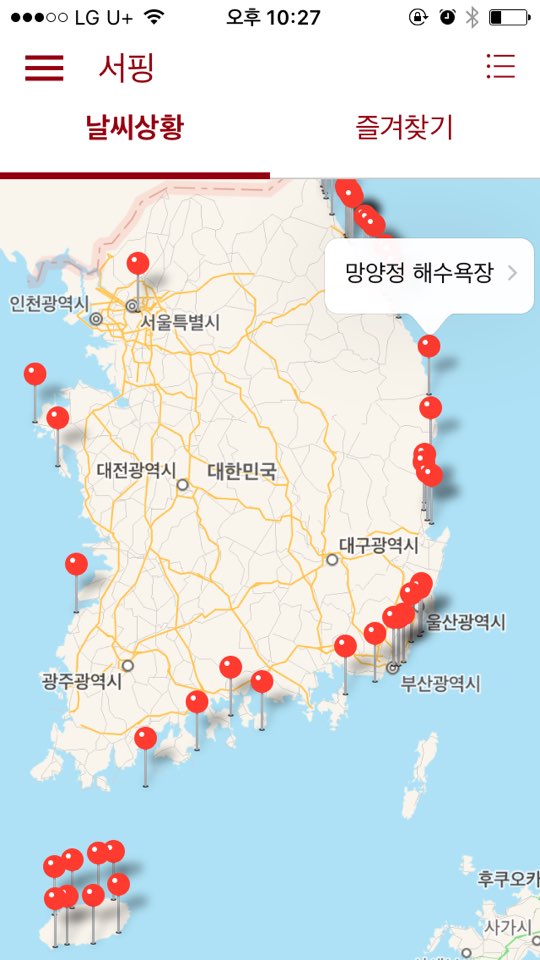 LG U+ 오후 10:27
서핑
날씨상황 즐겨찾기
망양정 해수욕장
인천광역시
서울특별시
대전광역시 대한민국
대구광역시
울산광역시
광주광역시
부산광역시
후쿠오카
사가시